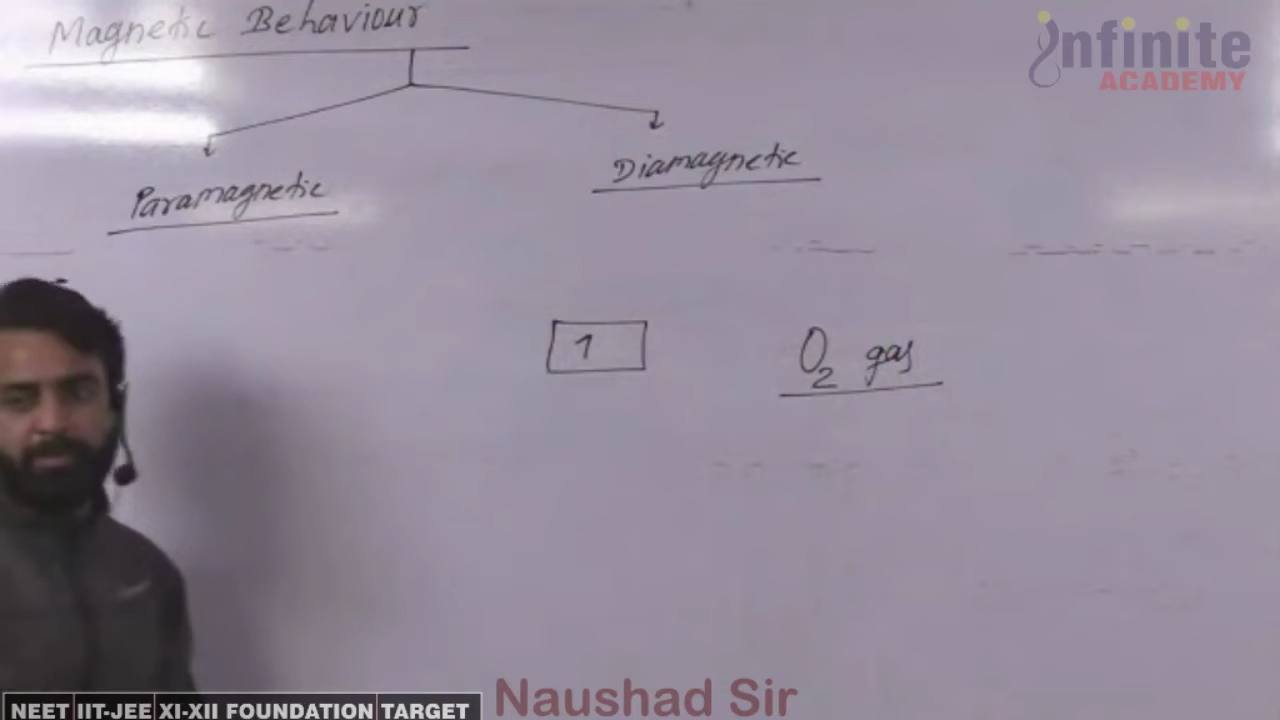 Magnetic Behaviour
infinite
ACADEMY
Paramagnetic
Diamagnetic
1
O₂ gas
NEET IIT-JEE XI-XII FOUNDATION TARGET
Naushad Sir